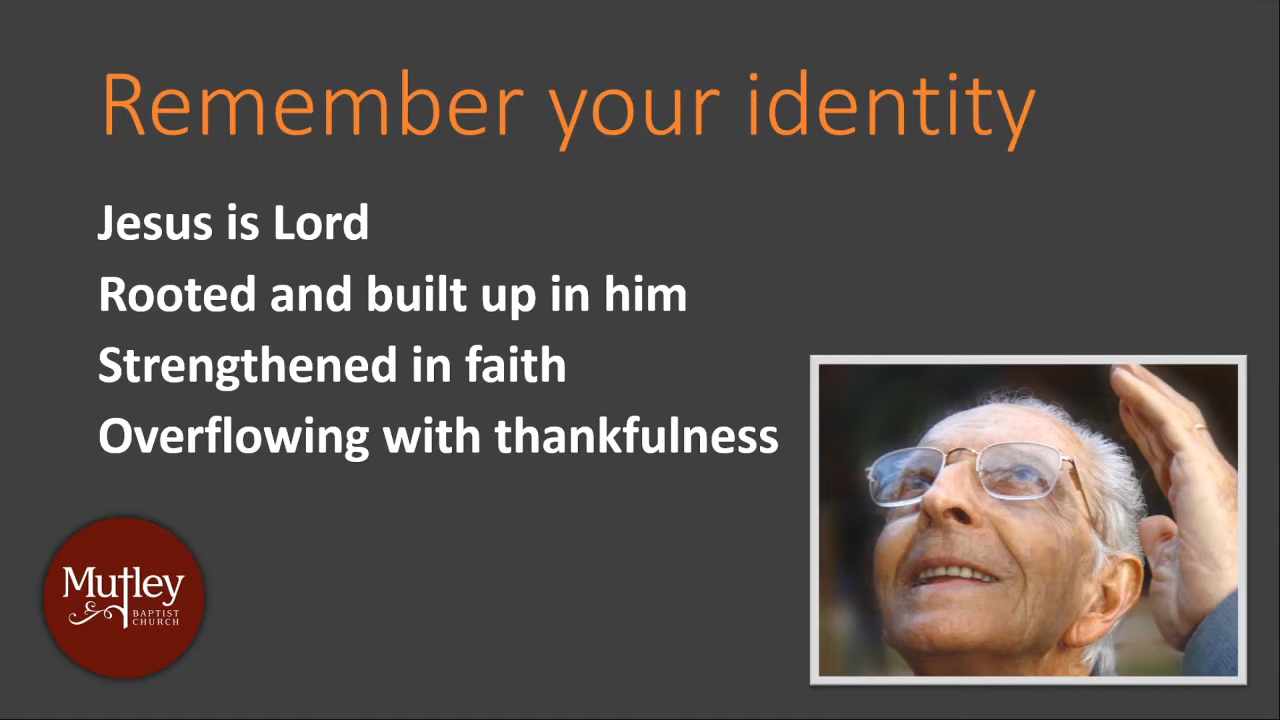 Remember your identity
Jesus is Lord
Rooted and built up in him
Strengthened in faith
Overflowing with thankfulness
Mutley
BAPTIST
CHURCH